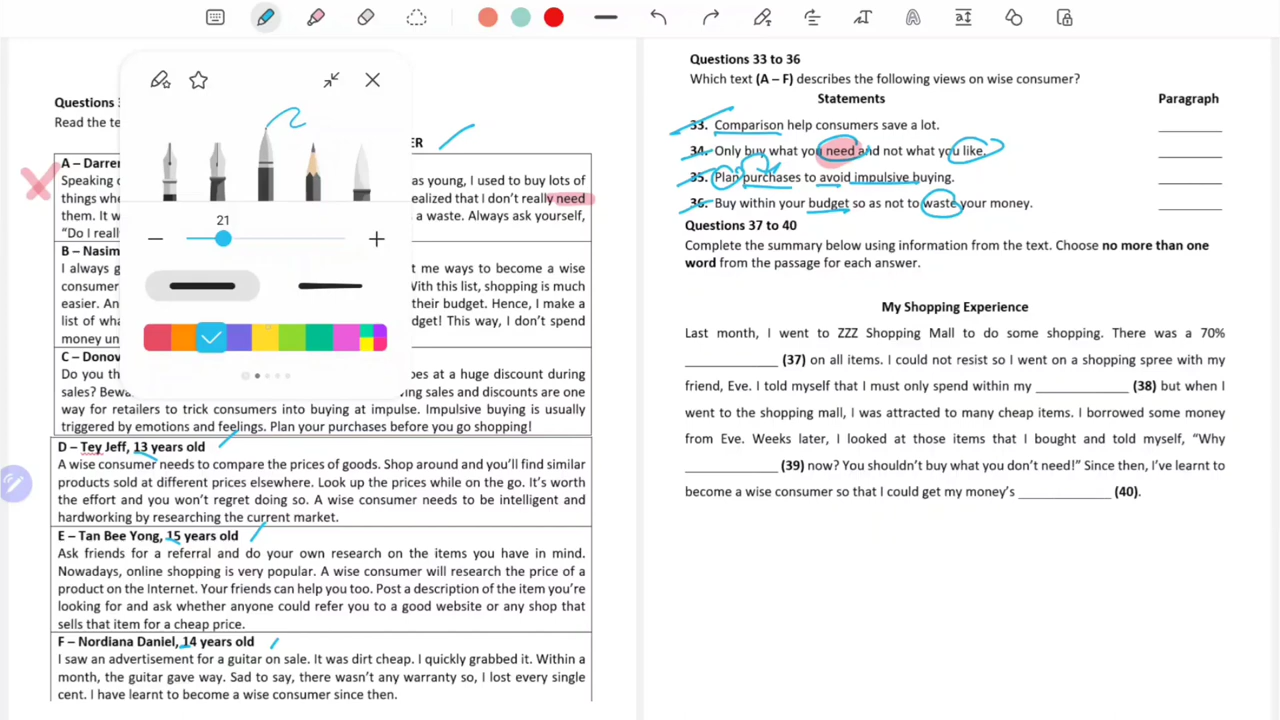 Questions 3
Read the te
ER
A – Darren
Speaking o
as young, I used to buy lots of
things whe
ealized that I don't really need
them. It w
a waste. Always ask yourself,
"Do I reall
B – Nasim
I always g
t me ways to become a wise
consumer
With this list, shopping is much
easier. An
their budget. Hence, I make a
list of wha
dget! This way, I don't spend
money un
C – Donov
Do you th
oes at a huge discount during
sales? Bewa
ving sales and discounts are one
way for retailers to trick consumers into buying at impulse. Impulsive buying is usually
triggered by emotions and feelings. Plan your purchases before you go shopping!
D – Tey Jeff, 13 years old
A wise consumer needs to compare the prices of goods. Shop around and you'll find similar
products sold at different prices elsewhere. Look up the prices while on the go. It's worth
the effort and you won't regret doing so. A wise consumer needs to be intelligent and
hardworking by researching the current market.
E – Tan Bee Yong, 15 years old
Ask friends for a referral and do your own research on the items you have in mind.
Nowadays, online shopping is very popular. A wise consumer will research the price of a
product on the Internet. Your friends can help you too. Post a description of the item you're
looking for and ask whether anyone could refer you to a good website or any shop that
sells that item for a cheap price.
F – Nordiana Daniel, 14 years old
I saw an advertisement for a guitar on sale. It was dirt cheap. I quickly grabbed it. Within a
month, the guitar gave way. Sad to say, there wasn't any warranty so, I lost every single
cent. I have learnt to become a wise consumer since then.
21
Questions 33 to 36
Which text (A – F) describes the following views on wise consumer?
Statements Paragraph
33. Comparison help consumers save a lot. __________
34. Only buy what you need and not what you like. __________
35. Plan purchases to avoid impulsive buying. __________
36. Buy within your budget so as not to waste your money. __________
Questions 37 to 40
Complete the summary below using information from the text. Choose no more than one
word from the passage for each answer.
My Shopping Experience
Last month, I went to ZZZ Shopping Mall to do some shopping. There was a 70%
______________ (37) on all items. I could not resist so I went on a shopping spree with my
friend, Eve. I told myself that I must only spend within my ______________ (38) but when I
went to the shopping mall, I was attracted to many cheap items. I borrowed some money
from Eve. Weeks later, I looked at those items that I bought and told myself, "Why
______________ (39) now? You shouldn't buy what you don't need!" Since then, I've learnt to
become a wise consumer so that I could get my money's ______________ (40).